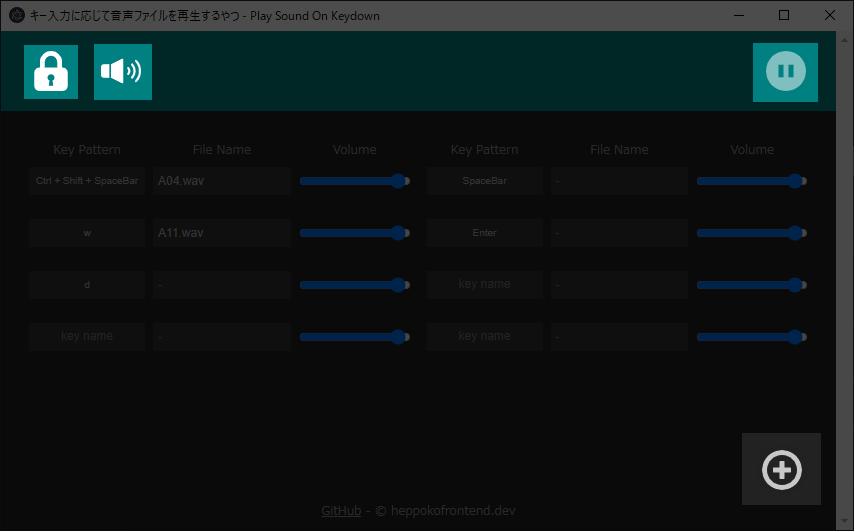 キー入力に応じて音声ファイルを再生するやつ - Play Sound On Keydown
Key Pattern File Name Volume Key Pattern File Name Volume
Ctrl + Shift + SpaceBar A04.wav SpaceBar -
w A11.wav Enter -
d - key name -
key name - key name -
GitHub - © heppokofrontend.dev